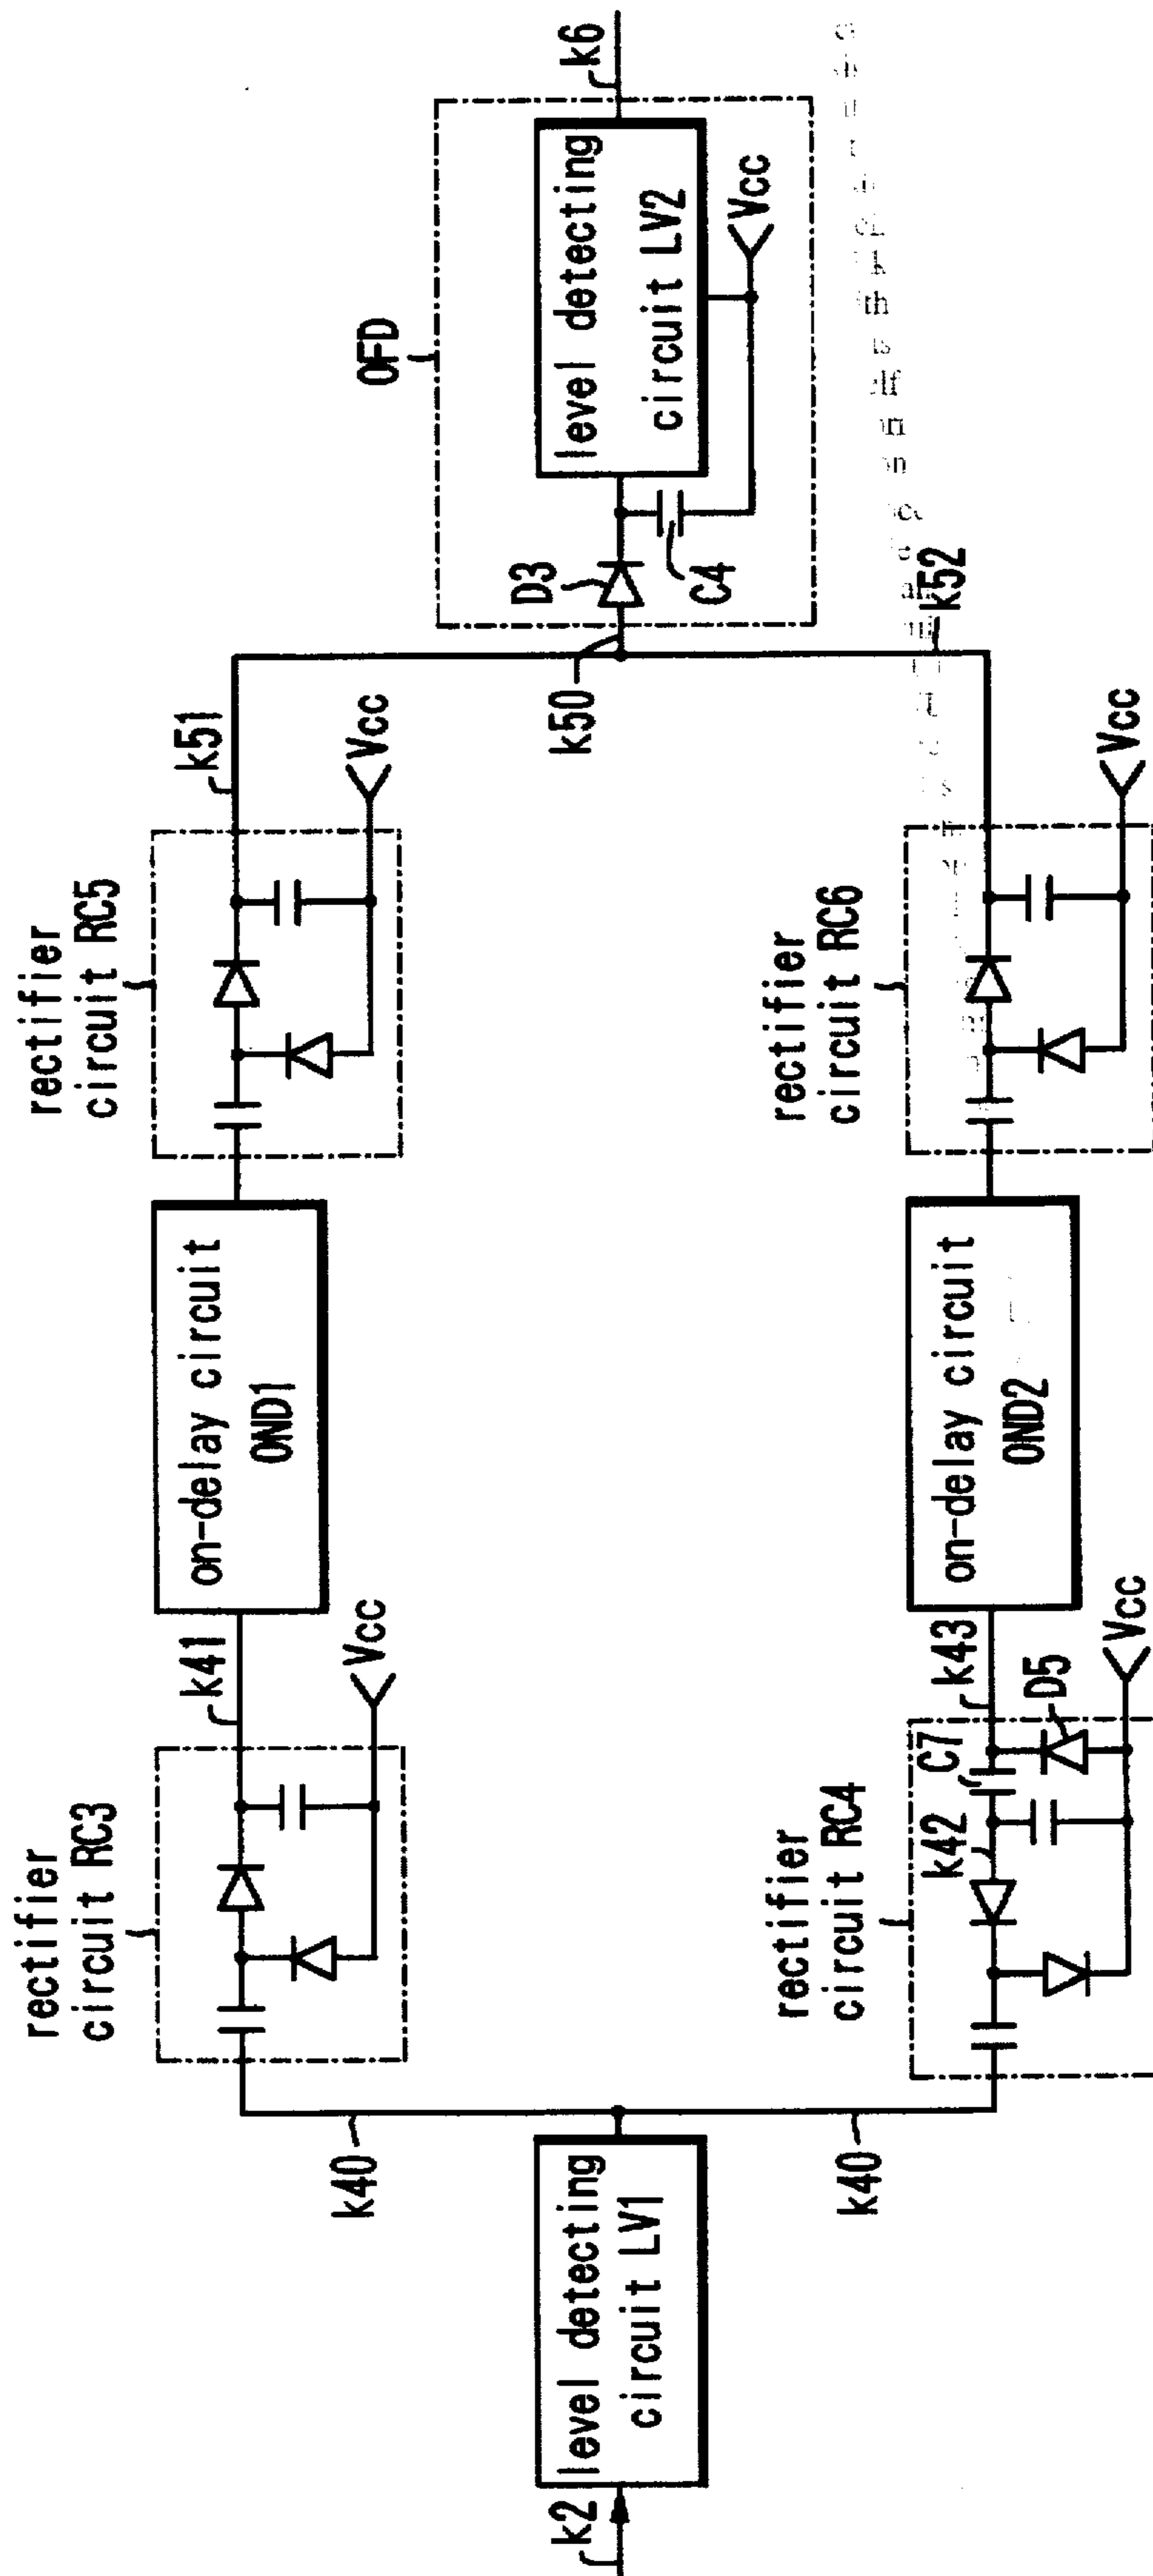 k2
level detecting
circuit LV1
k40
k40
rectifier
circuit RC3
Vcc
k41
on-delay circuit
OND1
rectifier
circuit RC5
Vcc
k51
rectifier
circuit RC4
k42
C7
D5
Vcc
k43
on-delay circuit
OND2
rectifier
circuit RC6
Vcc
k52
k50
OFD
D3
C4
level detecting
circuit LV2
Vcc
k6